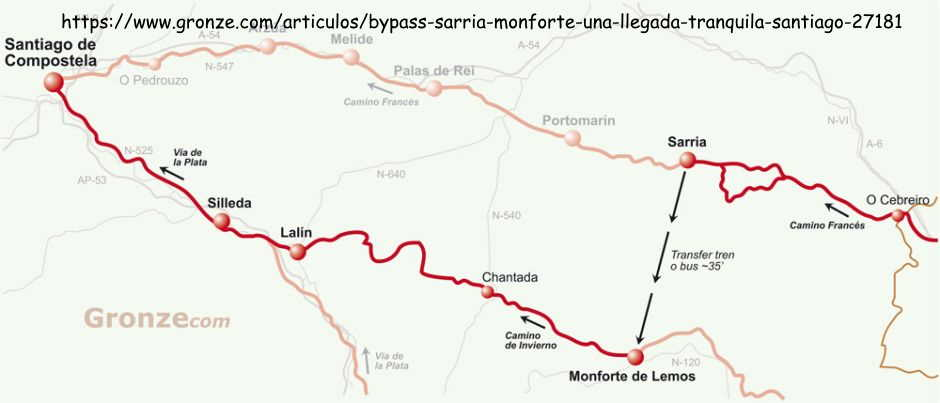 https://www.gronze.com/articulos/bypass-sarria-monforte-una-llegada-tranquila-santiago-27181
Santiago de
Compostela
A-54
Arzúa
Melide
A-54
O Pedrouzo
N-547
Palas de Rei
Camino Francés
Portomarín
N-VI
A-6
Sarria
N-525
Vía de
la Plata
AP-53
N-640
O Cebreiro
Silleda
N-540
Camino Francés
Lalín
Transfer tren
o bus ~35'
Chantada
Gronze.com
Camino
de Invierno
Vía de
la Plata
N-120
Monforte de Lemos